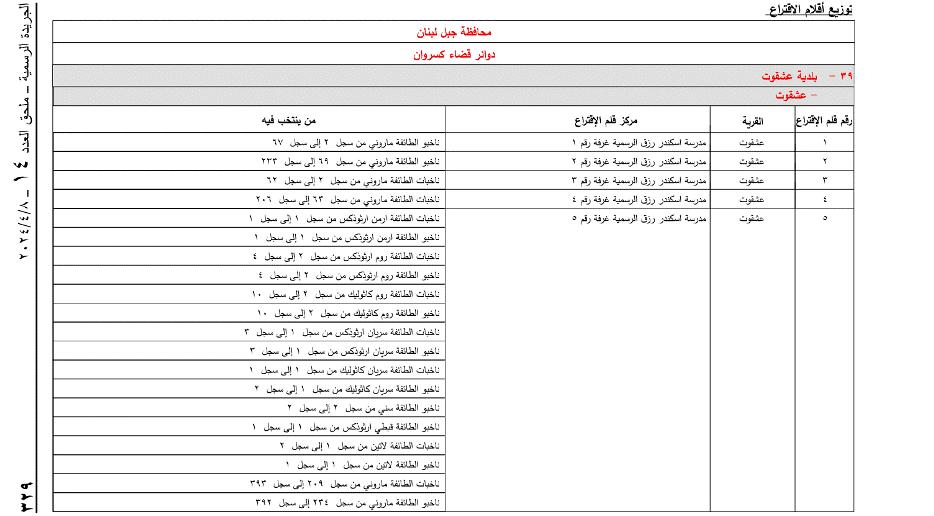 توزيع أقلام الاقتراع
محافظة جبل لبنان
دوائر قضاء كسروان
٣٩ - بلدية عشقوت
- عشقوت
رقم قلم الإقتراع القرية مركز قلم الإقتراع من ينتخب فيه
١ عشقوت مدرسة اسكندر رزق الرسمية غرفة رقم ١ ناخبو الطائفة ماروني من سجل ٢ إلى سجل ٦٧
٢ عشقوت مدرسة اسكندر رزق الرسمية غرفة رقم ٢ ناخبو الطائفة ماروني من سجل ٦٩ إلى سجل ٢٣٣
٣ عشقوت مدرسة اسكندر رزق الرسمية غرفة رقم ٣ ناخبات الطائفة ماروني من سجل ٢ إلى سجل ٦٢
٤ عشقوت مدرسة اسكندر رزق الرسمية غرفة رقم ٤ ناخبات الطائفة ماروني من سجل ٦٣ إلى سجل ٢٠٦
٥ عشقوت مدرسة اسكندر رزق الرسمية غرفة رقم ٥ ناخبات الطائفة ارمن ارثوذكس من سجل ١ إلى سجل ١
ناخبو الطائفة ارمن ارثوذكس من سجل ١ إلى سجل ١
ناخبات الطائفة روم ارثوذكس من سجل ٢ إلى سجل ٤
ناخبو الطائفة روم ارثوذكس من سجل ٢ إلى سجل ٤
ناخبات الطائفة روم كاثوليك من سجل ٢ إلى سجل ١٠
ناخبو الطائفة روم كاثوليك من سجل ٢ إلى سجل ١٠
ناخبات الطائفة سريان ارثوذكس من سجل ١ إلى سجل ٣
ناخبو الطائفة سريان ارثوذكس من سجل ١ إلى سجل ٣
ناخبات الطائفة سريان كاثوليك من سجل ١ إلى سجل ١
ناخبو الطائفة سريان كاثوليك من سجل ١ إلى سجل ٢
ناخبو الطائفة سني من سجل ٢ إلى سجل ٢
ناخبو الطائفة قبطي ارثوذكس من سجل ١ إلى سجل ١
ناخبات الطائفة لاتين من سجل ١ إلى سجل ٢
ناخبو الطائفة لاتين من سجل ١ إلى سجل ١
ناخبات الطائفة ماروني من سجل ٢٠٩ إلى سجل ٣٩٣
ناخبو الطائفة ماروني من سجل ٢٣٤ إلى سجل ٣٩٢
الجريدة الرسمية – ملحق العدد ١٤ – ٢٠٢٤/٤/٨
٣٢٩